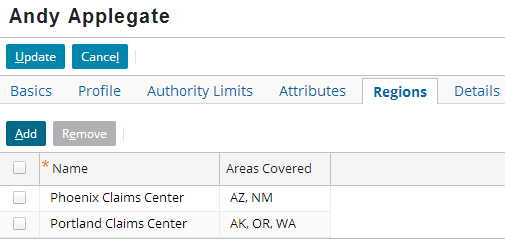 Andy Applegate
Update Cancel
Basics Profile Authority Limits Attributes Regions Details
Add Remove
* Name Areas Covered
Phoenix Claims Center AZ, NM
Portland Claims Center AK, OR, WA